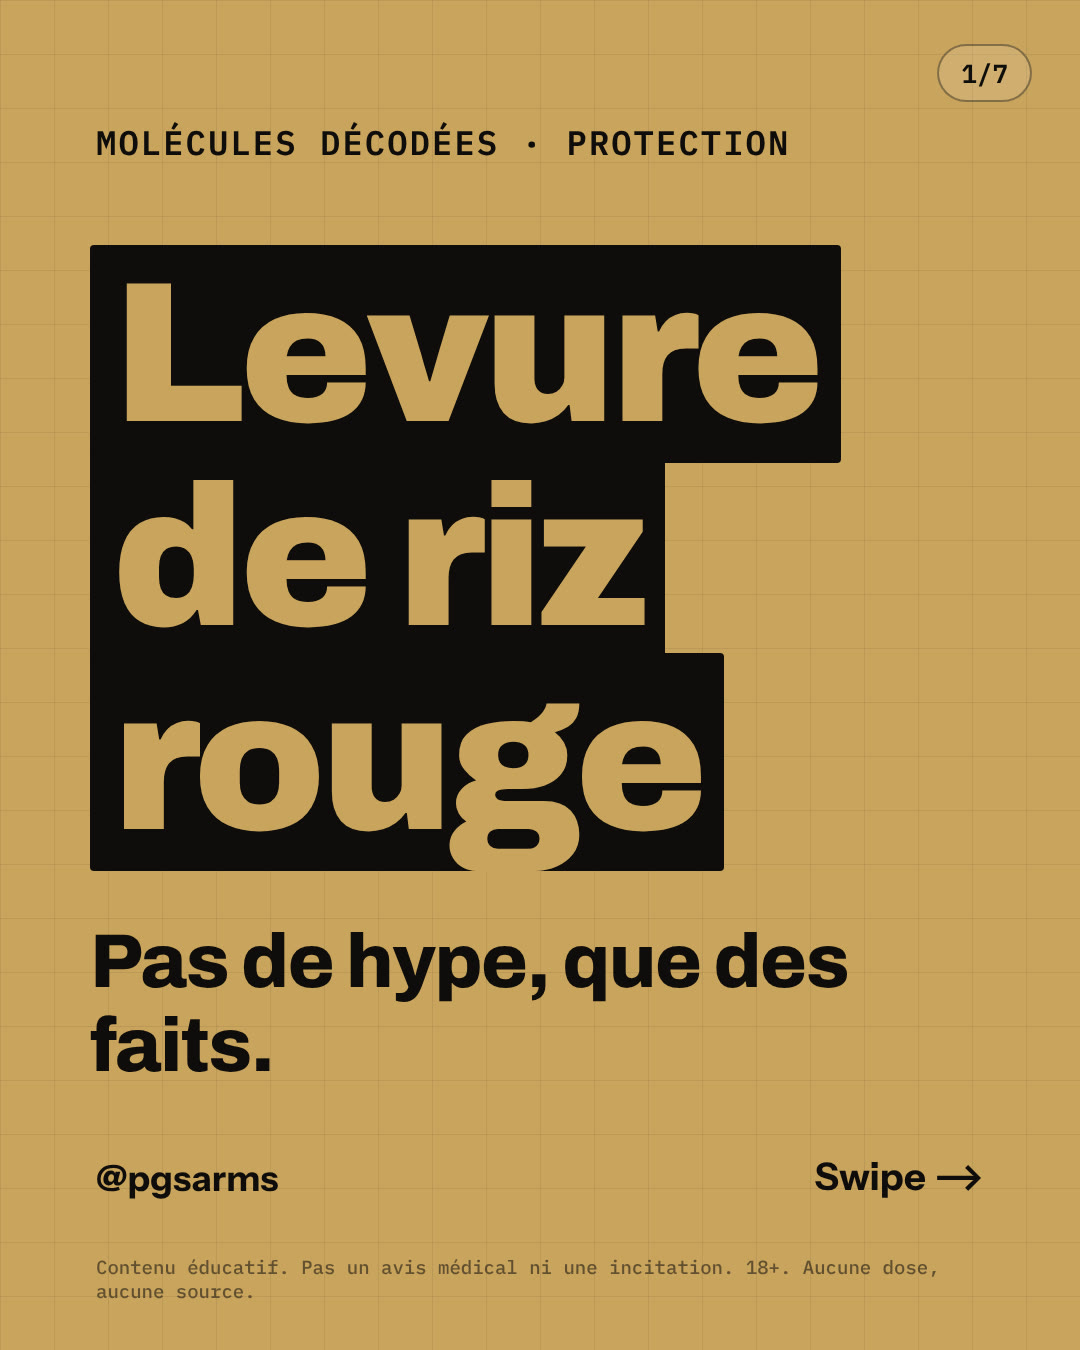 1/7
MOLÉCULES DÉCODÉES · PROTECTION
Levure
de riz
rouge
Pas de hype, que des
faits.
@pgsarms
Swipe →
Contenu éducatif. Pas un avis médical ni une incitation. 18+. Aucune dose,
aucune source.